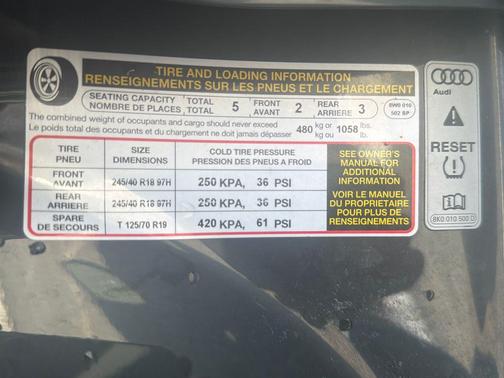 TIRE AND LOADING INFORMATION
RENSEIGNEMENTS SUR LES PNEUS ET LE CHARGEMENT
SEATING CAPACITY TOTAL 5 FRONT 2 REAR 3
NOMBRE DE PLACES TOTAL AVANT ARRIERE
8W0 010
502 BP
The combined weight of occupants and cargo should never exceed 480 kg or 1058 lbs.
Le poids total des occupants et du chargement ne doit jamais dépasser kg ou lb.
TIRE SIZE COLD TIRE PRESSURE
PNEU DIMENSIONS PRESSION DES PNEUS A FROID
FRONT
AVANT 245/40 R18 97H 250 KPA, 36 PSI
REAR
ARRIERE 245/40 R18 97H 250 KPA, 36 PSI
SPARE
DE SECOURS T 125/70 R19 420 KPA, 61 PSI
SEE OWNER'S
MANUAL FOR
ADDITIONAL
INFORMATION
VOIR LE MANUEL
DU PROPRIETAIRE
POUR PLUS DE
RENSEIGNEMENTS
Audi
RESET
8K0 010 500 D